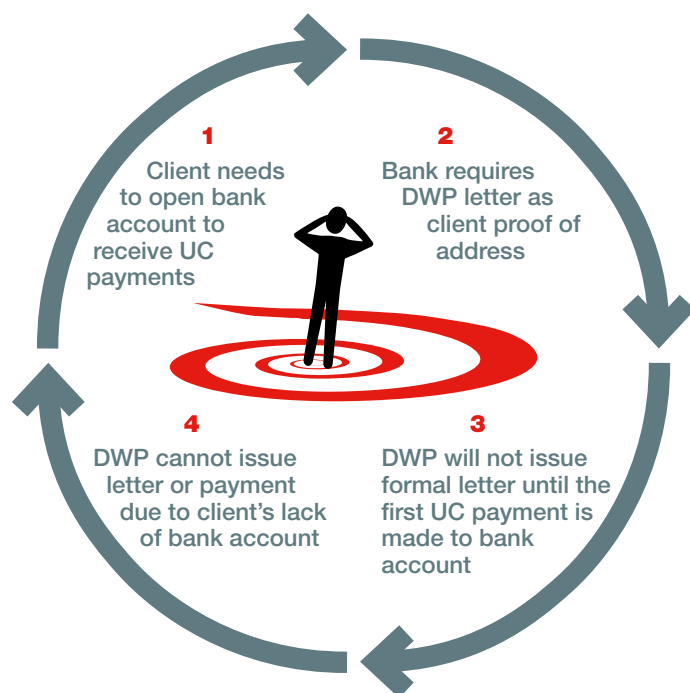 1
Client needs
to open bank
account to
receive UC
payments
2
Bank requires
DWP letter as
client proof of
address
3
DWP will not issue
formal letter until the
first UC payment is
made to bank
account
4
DWP cannot issue
letter or payment
due to client’s lack
of bank account